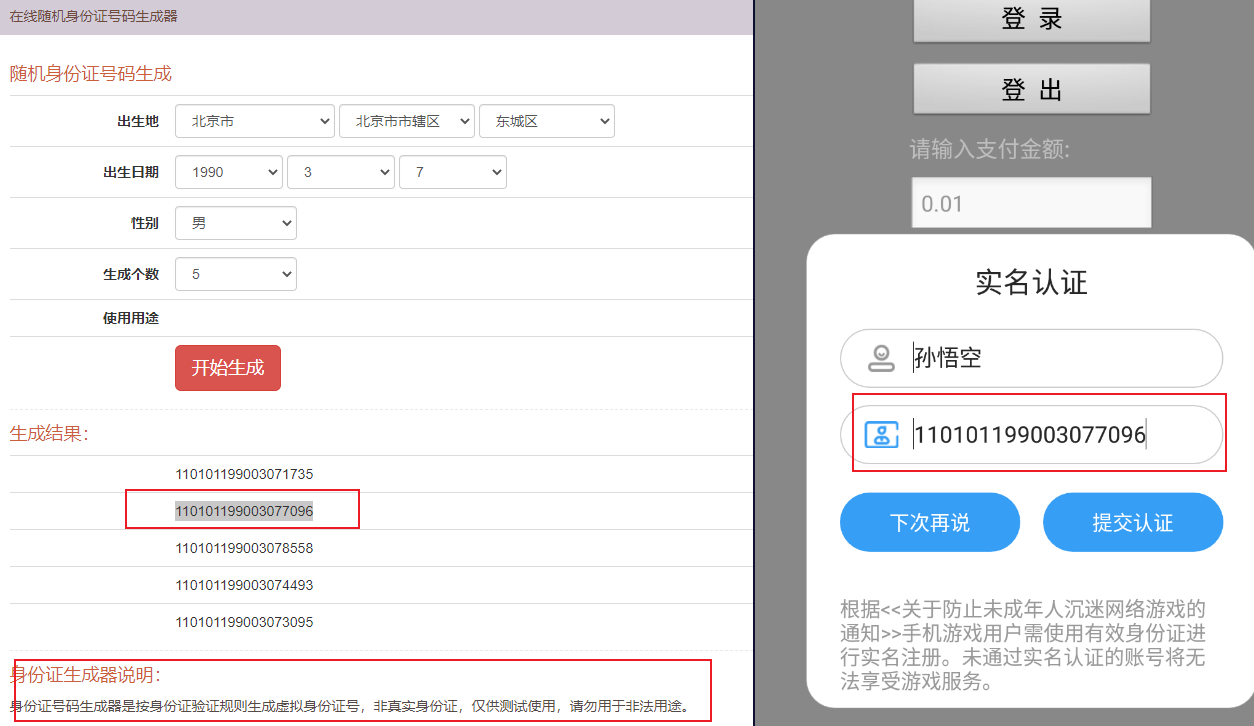 在线随机身份证号码生成器
随机身份证号码生成
出生地 北京市 北京市市辖区 东城区
出生日期 1990 3 7
性别 男
生成个数 5
使用用途
开始生成
生成结果：
110101199003071735
110101199003077096
110101199003078558
110101199003074493
110101199003073095
身份证生成器说明：
身份证号码生成器是按身份证验证规则生成虚拟身份证号，非真实身份证，仅供测试使用，请勿用于非法用途。
登 录
登 出
请输入支付金额:
0.01
实名认证
孙悟空
110101199003077096
下次再说 提交认证
根据<<关于防止未成年人沉迷网络游戏的
通知>>手机游戏用户需使用有效身份证进
行实名注册。未通过实名认证的账号将无
法享受游戏服务。